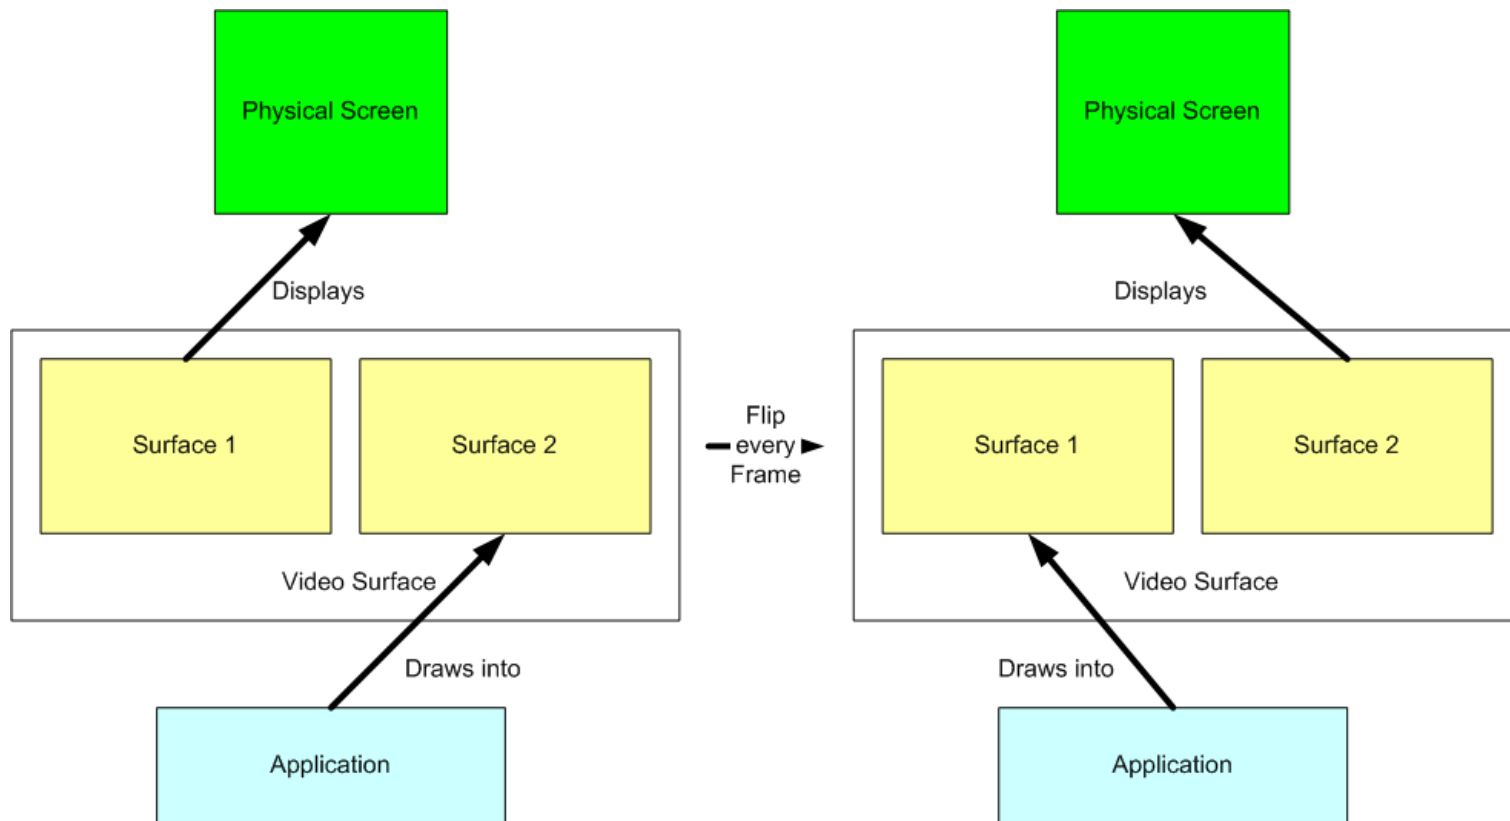 Physical Screen
Physical Screen
Displays
Displays
Surface 1
Surface 2
Flip
every
Frame
Surface 1
Surface 2
Video Surface
Video Surface
Draws into
Draws into
Application
Application